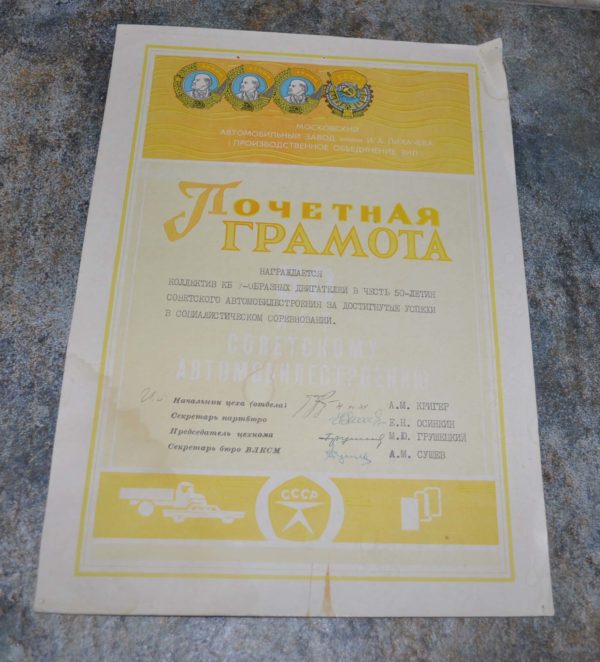 МОСКОВСКИЙ
АВТОМОБИЛЬНЫЙ ЗАВОД имени И. А. ЛИХАЧЕВА
(ПРОИЗВОДСТВЕННОЕ ОБЪЕДИНЕНИЕ ЗИЛ)
ПОЧЕТНАЯ
ГРАМОТА
НАГРАЖДАЕТСЯ
КОЛЛЕКТИВ КБ V-ОБРАЗНЫХ ДВИГАТЕЛЕЙ В ЧЕСТЬ 50-ЛЕТИЯ
СОВЕТСКОГО АВТОМОБИЛЕСТРОЕНИЯ ЗА ДОСТИГНУТЫЕ УСПЕХИ
В СОЦИАЛИСТИЧЕСКОМ СОРЕВНОВАНИИ.
СОВЕТСКОМУ
АВТОМОБИЛЕСТРОЕНИЮ
Начальник цеха (отдела) А.М. КРИГЕР
Секретарь партбюро Е.Н. ОСИНКИН
Председатель цехкома М.Ю. ГРУШЕЦКИЙ
Секретарь бюро ВЛКСМ А.М. СУШЕВ
СССР